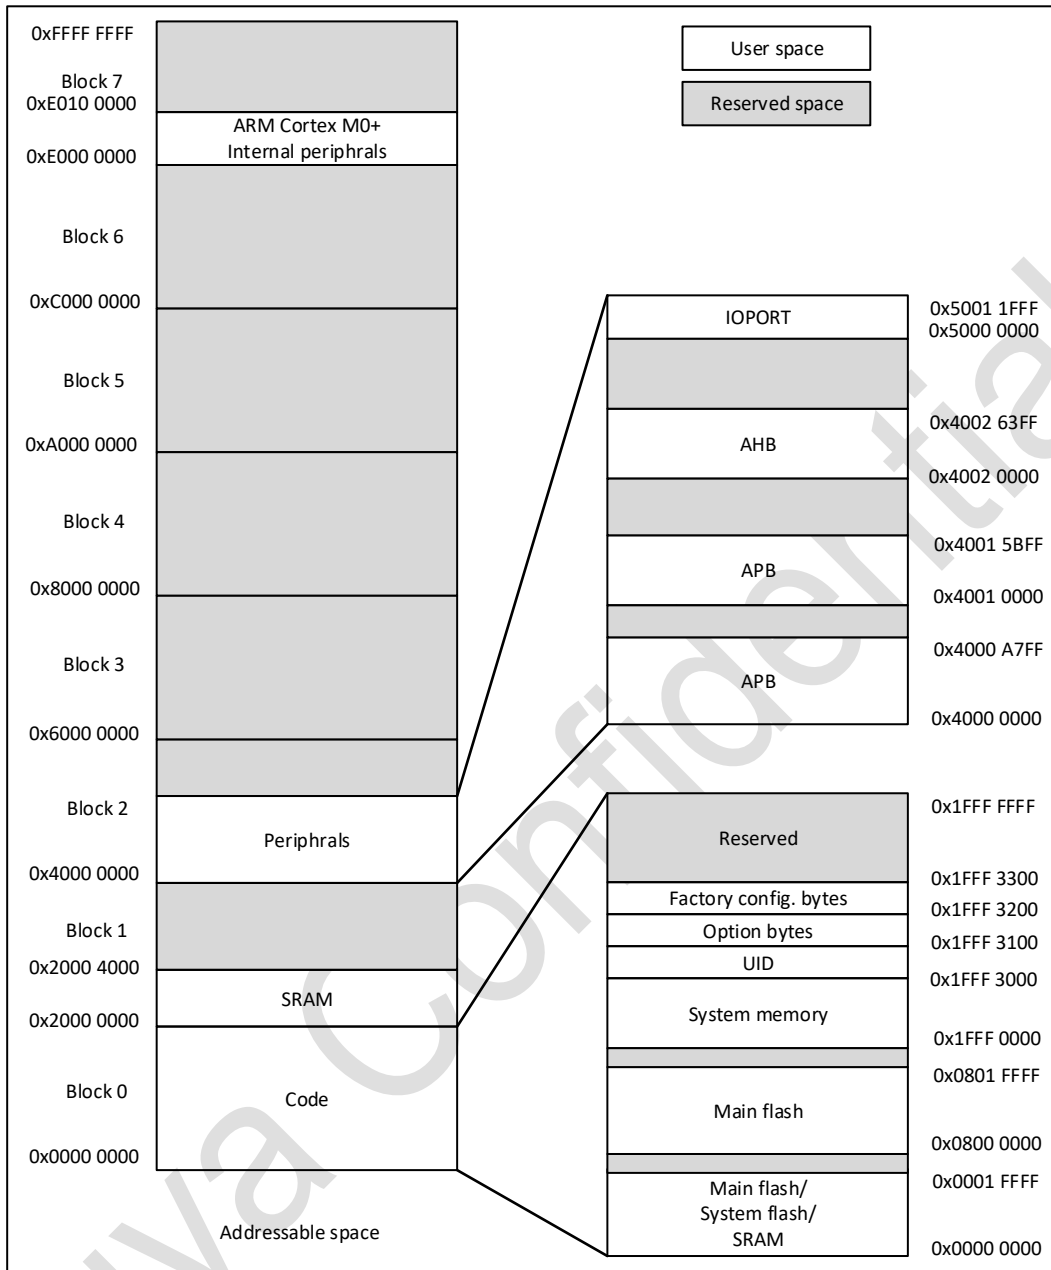 0xFFFF FFFF
Block 7
0xE010 0000
ARM Cortex M0+
Internal periphrals
0xE000 0000
Block 6
0xC000 0000
Block 5
0xA000 0000
Block 4
0x8000 0000
Block 3
0x6000 0000
Block 2
Periphrals
0x4000 0000
Block 1
0x2000 4000
SRAM
0x2000 0000
Block 0
Code
0x0000 0000
Addressable space
User space
Reserved space
IOPORT
0x5001 1FFF
0x5000 0000
AHB
0x4002 63FF
0x4002 0000
APB
0x4001 5BFF
0x4001 0000
APB
0x4000 A7FF
0x4000 0000
Reserved
0x1FFF FFFF
0x1FFF 3300
Factory config. bytes
0x1FFF 3200
Option bytes
0x1FFF 3100
UID
0x1FFF 3000
System memory
0x1FFF 0000
0x0801 FFFF
Main flash
0x0800 0000
0x0001 FFFF
Main flash/
System flash/
SRAM
0x0000 0000
Confidential